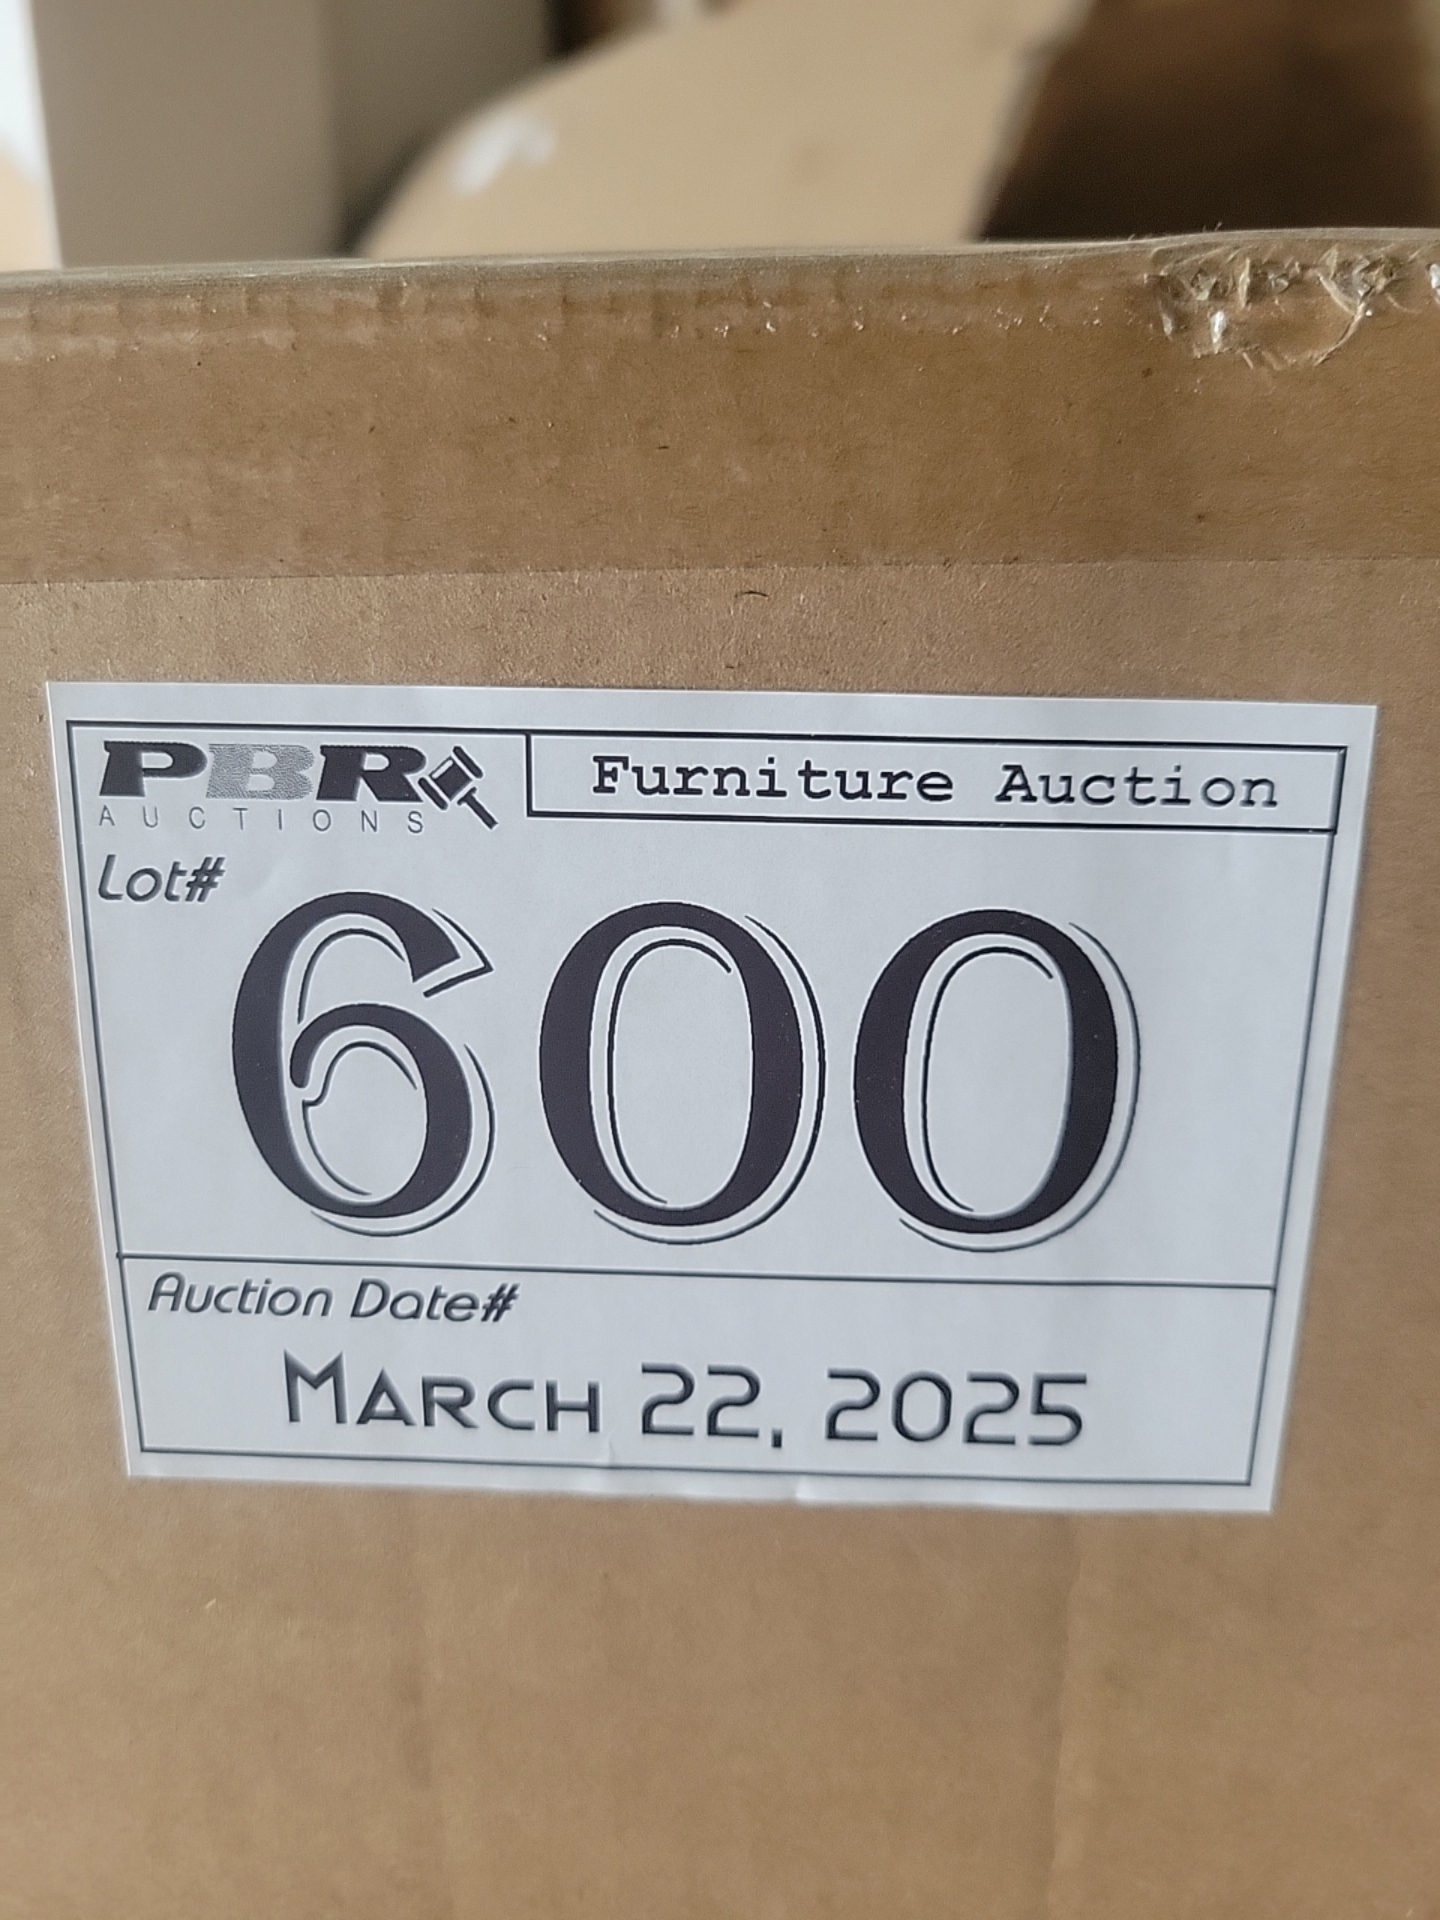 PBR
AUCTIONS
Furniture Auction
Lot#
600
Auction Date#
March 22, 2025